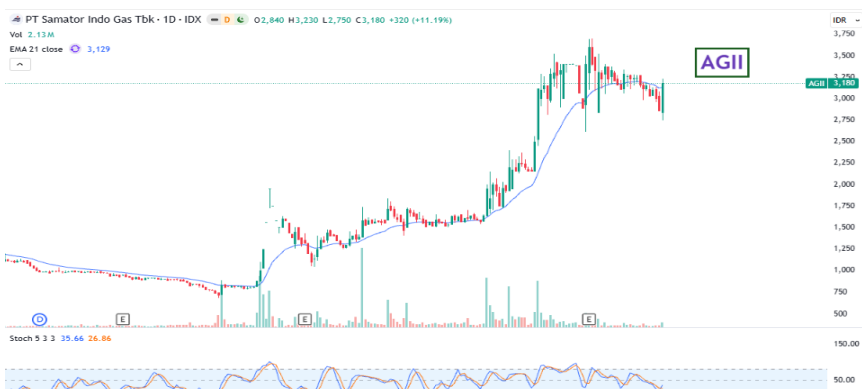 PT Samator Indo Gas Tbk · 1D · IDX D O2,840 H3,230 L2,750 C3,180 +320 (+11.19%)
IDR
Vol 2.13M
EMA 21 close 3,129
AGII
3,750
3,500
3,250
AGII 3,180
3,000
2,750
2,500
2,250
2,000
1,750
1,500
1,250
1,000
750
500
D E E E
Stoch 5 3 3 35.66 26.86
150.00
50.00